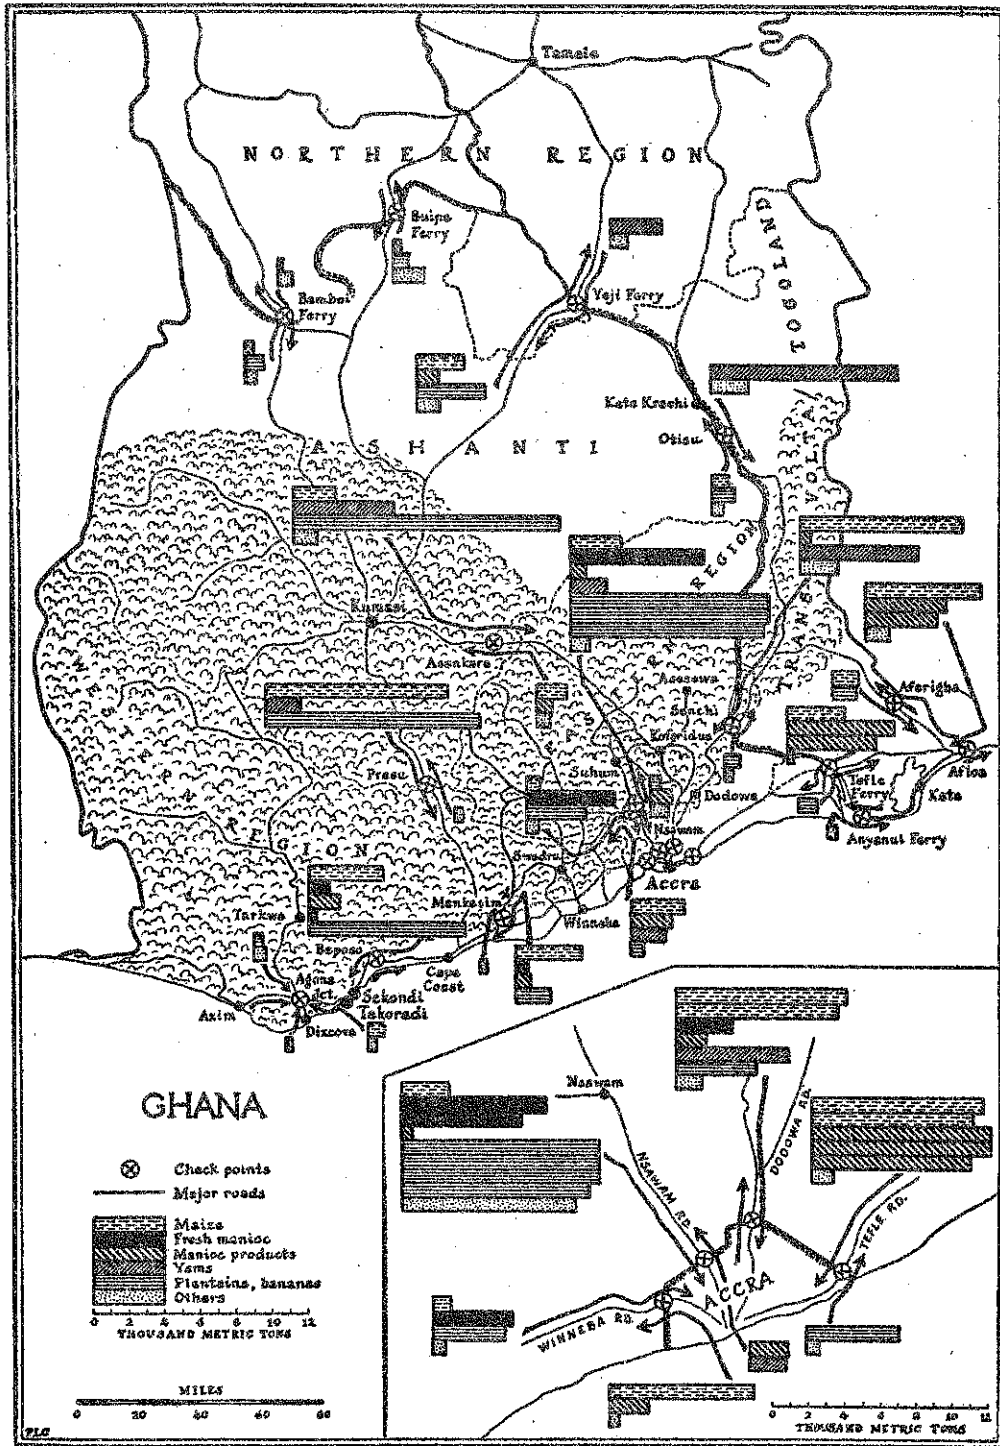 Tamale
NORTHERN REGION
Buipe
Ferry
TOGOLAND
Bamboi
Ferry
Yeji Ferry
Kete Krachi
Otisu
ASHANTI
TRANS VOLTA
EASTERN REGION
Kumasi
Assokore
Asesewa
Senchi
Koforidua
Aferigba
WESTERN REGION
Prasu
Suhum
Dodowa
Tefle
Ferry
Aflao
Keta
Nsawam
Anyanui Ferry
Swedru
Accra
Tarkwa
Mankesim
Winneba
Beposo
Cape
Coast
Agona
Jct.
Sekondi
Takoradi
Axim
Dixcove
GHANA
Check points
Major roads
Maize
Fresh manioc
Manioc products
Yams
Plantains, bananas
Others
0 2 4 6 8 10 12
THOUSAND METRIC TONS
MILES
0 20 40 60 80
PLG
Nsawam
NSAWAM RD.
DODOWA RD.
TEFLE RD.
ACCRA
WINNEBA RD.
0 2 4 6 8 10 12
THOUSAND METRIC TONS